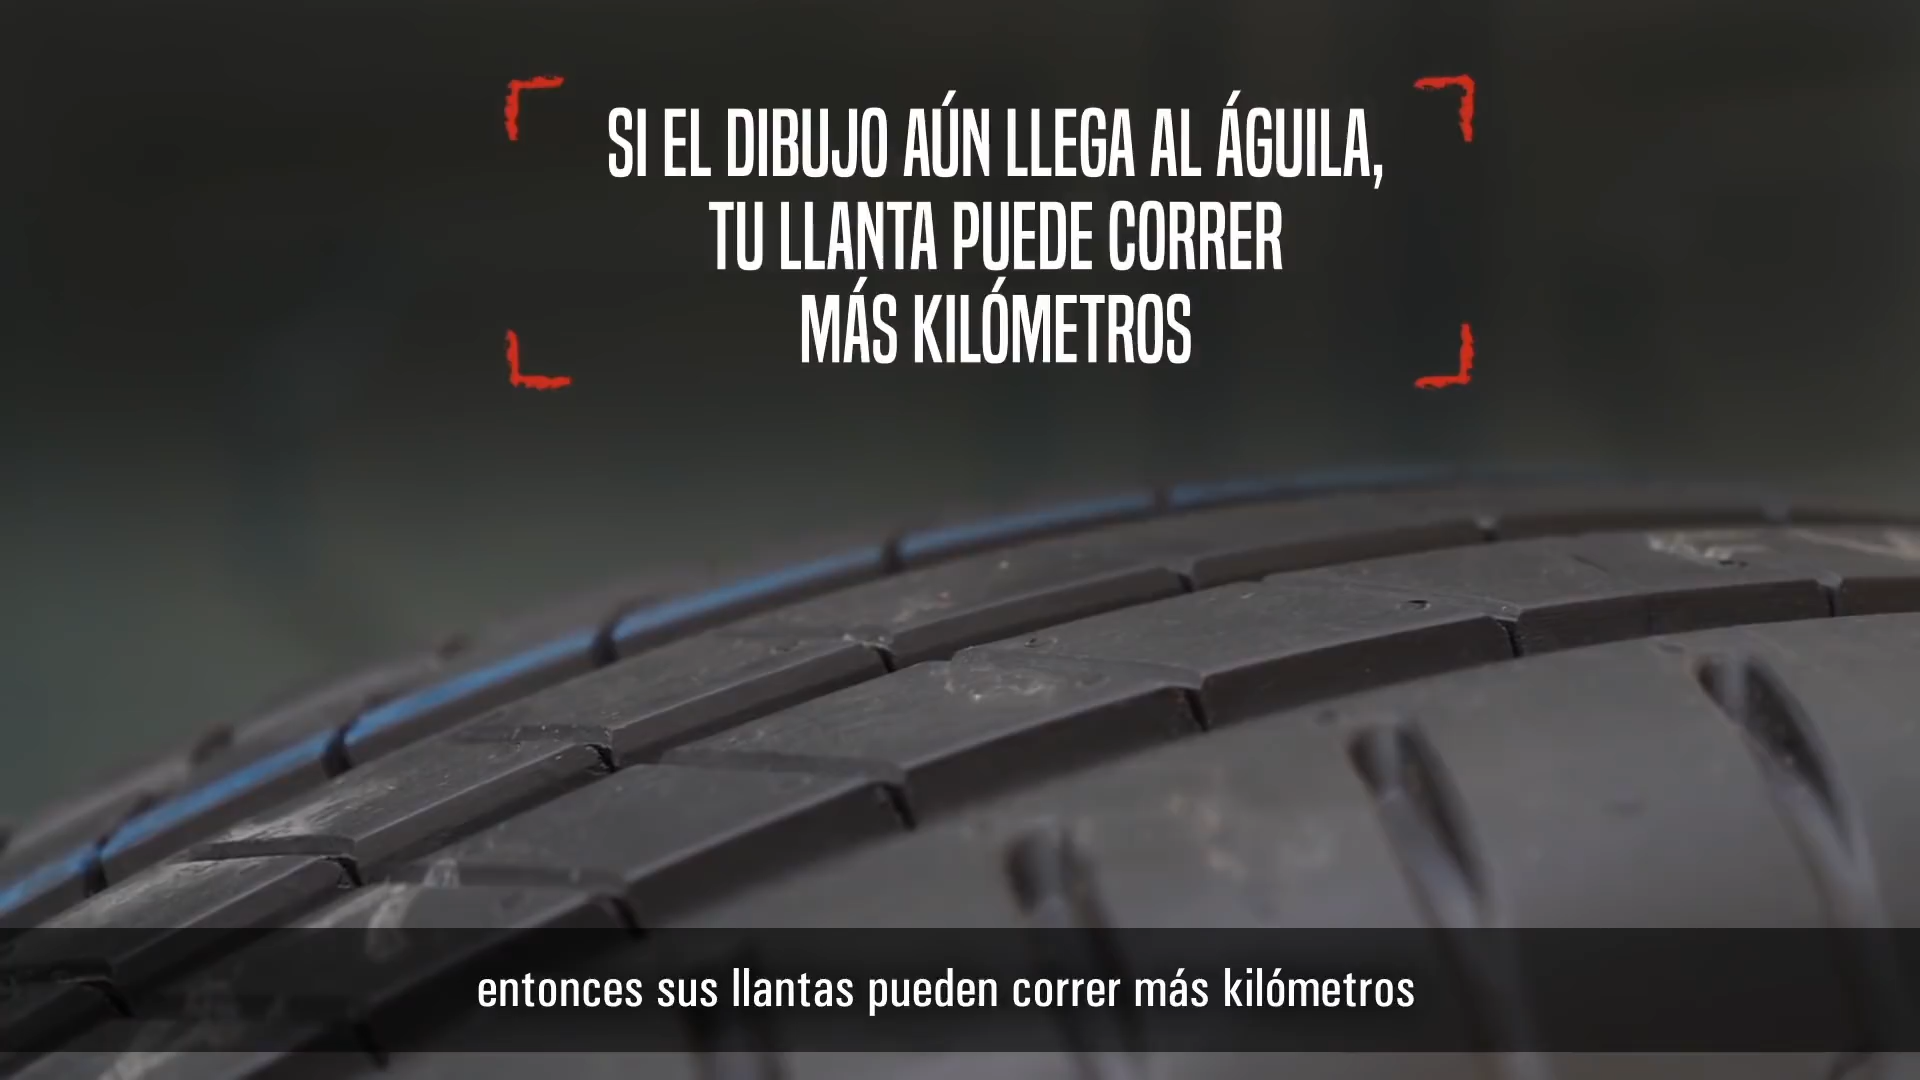 SI EL DIBUJO AÚN LLEGA AL ÁGUILA,
TU LLANTA PUEDE CORRER
MÁS KILÓMETROS
entonces sus llantas pueden correr más kilómetros